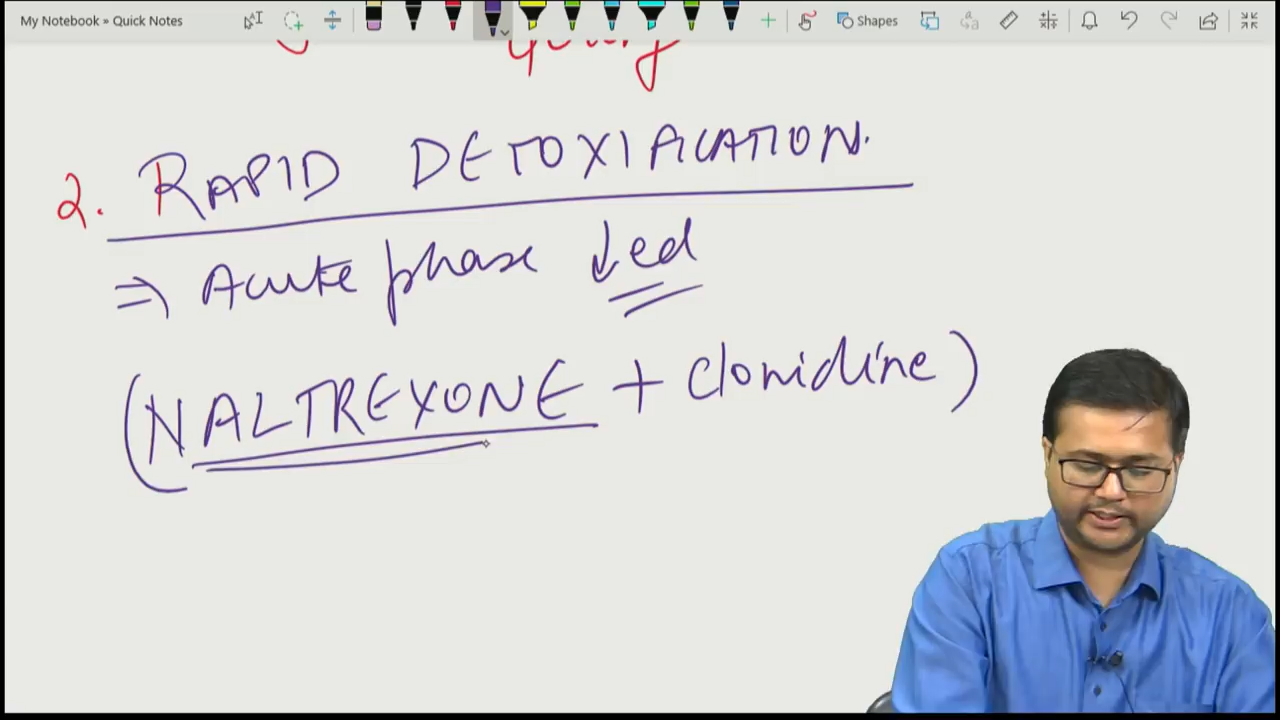 My Notebook » Quick Notes
Shapes
2. RAPID DETOXIFICATION.
⇒ Acute phase ↓ed
(NALTREXONE + Clonidine)